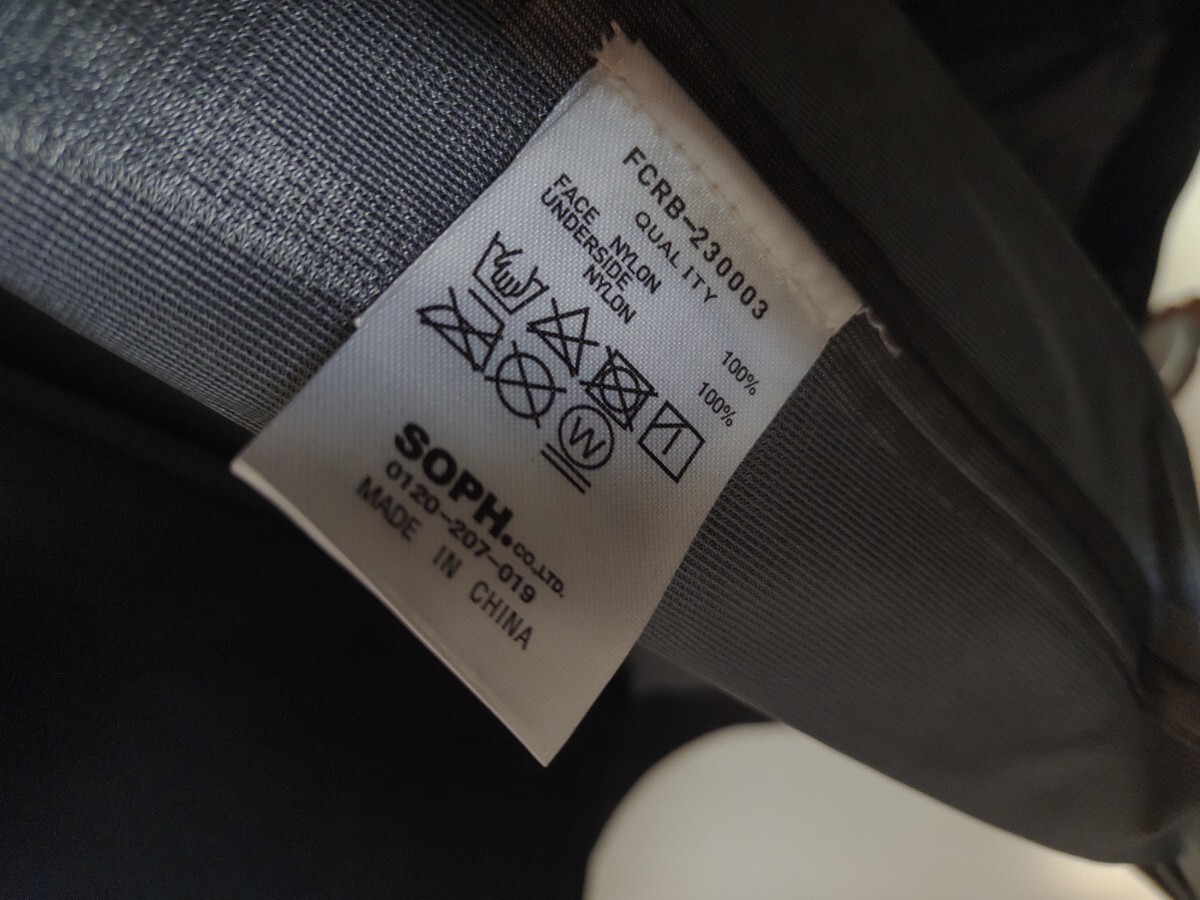 FCRB-230003
QUALITY
FACE NYLON 100%
UNDERSIDE
NYLON 100%
W
SOPH.CO.,LTD.
0120-207-019
MADE IN CHINA